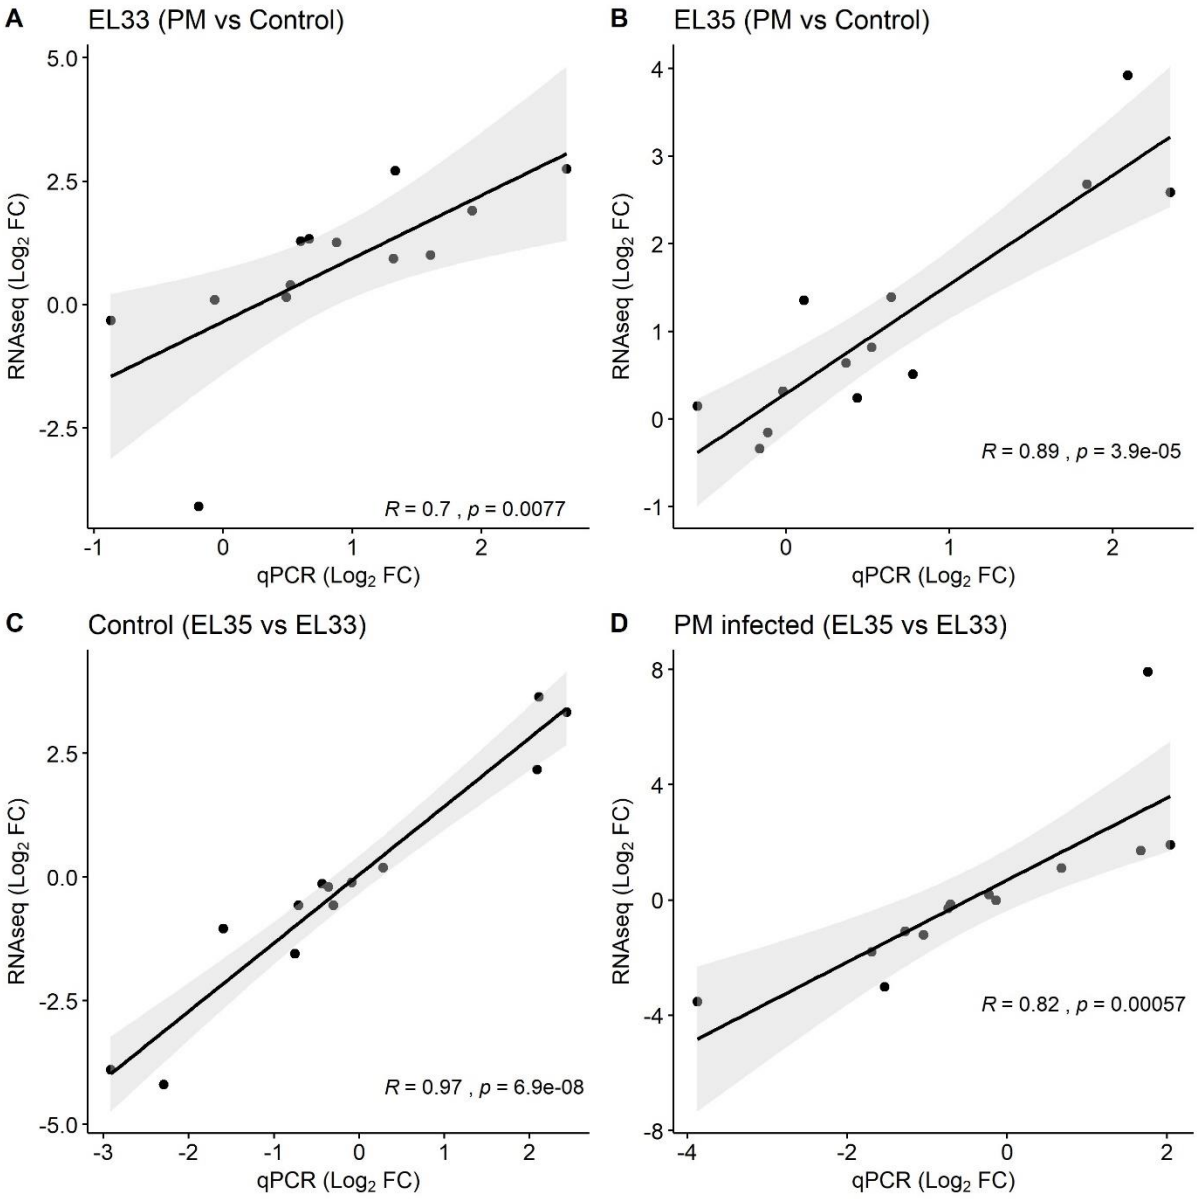 A EL33 (PM vs Control)
5.0
2.5
0.0
-2.5
RNAseq (Log2 FC)
R = 0.7 , p = 0.0077
-1 0 1 2
qPCR (Log2 FC)
B EL35 (PM vs Control)
4
3
2
1
0
-1
RNAseq (Log2 FC)
R = 0.89 , p = 3.9e-05
0 1 2
qPCR (Log2 FC)
C Control (EL35 vs EL33)
2.5
0.0
-2.5
-5.0
RNAseq (Log2 FC)
R = 0.97 , p = 6.9e-08
-3 -2 -1 0 1 2
qPCR (Log2 FC)
D PM infected (EL35 vs EL33)
8
4
0
-4
-8
RNAseq (Log2 FC)
R = 0.82 , p = 0.00057
-4 -2 0 2
qPCR (Log2 FC)